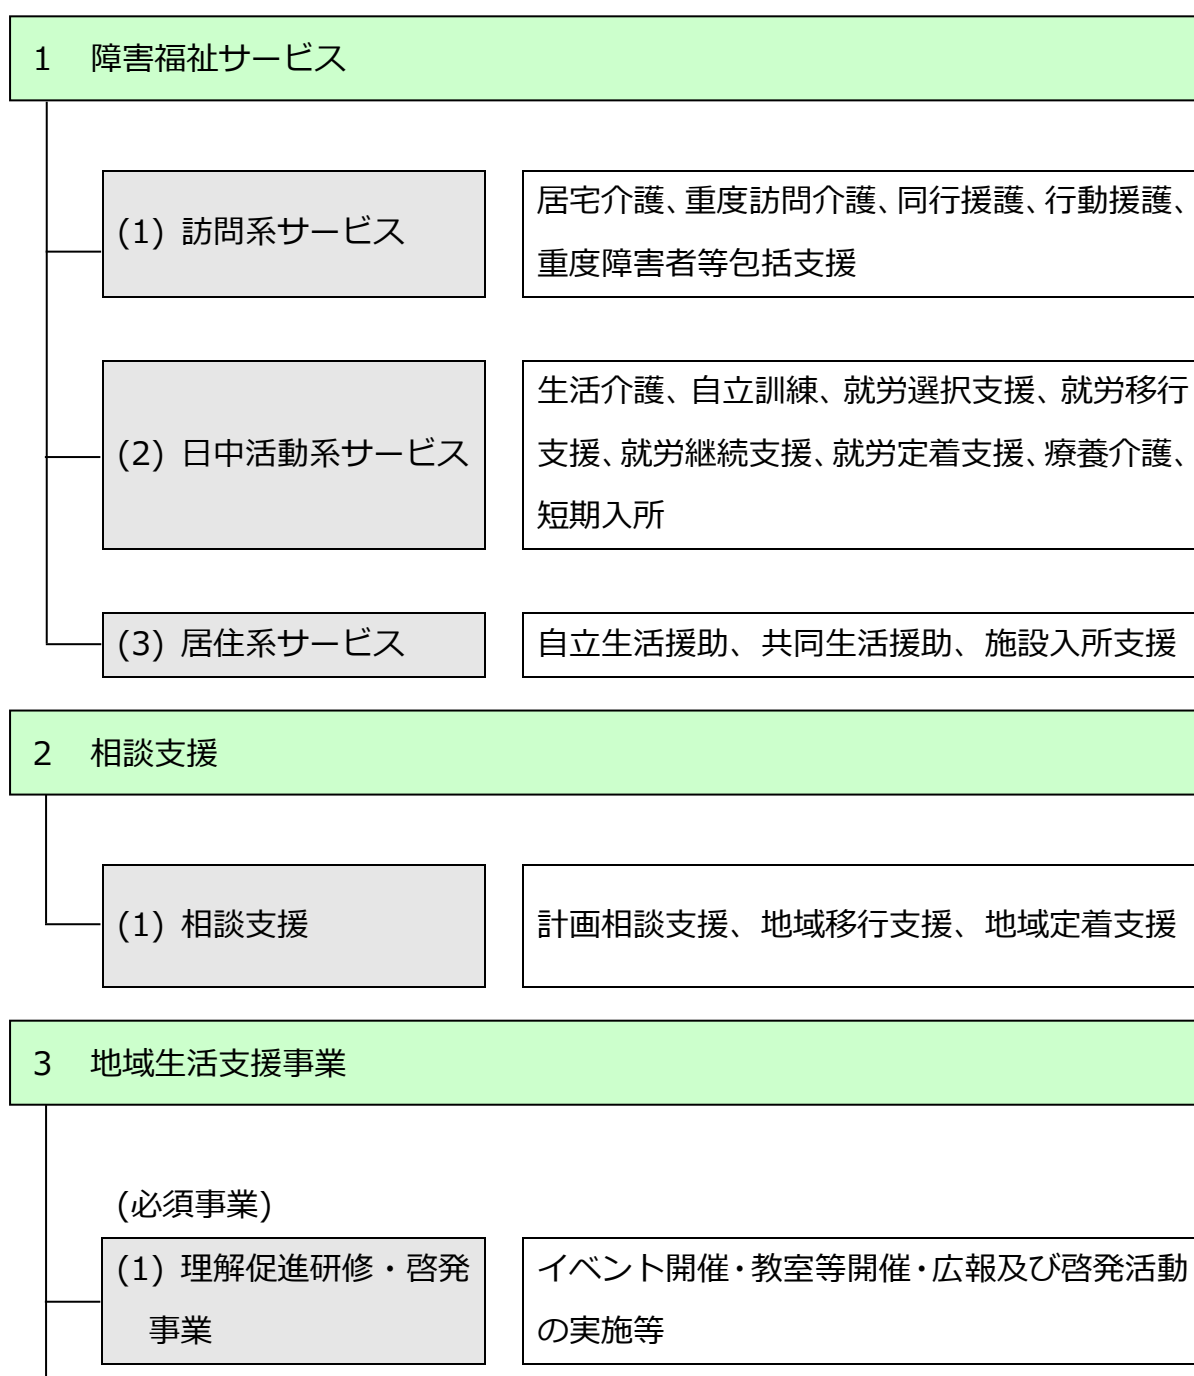 1 障害福祉サービス
(1) 訪問系サービス
居宅介護、重度訪問介護、同行援護、行動援護、
重度障害者等包括支援
(2) 日中活動系サービス
生活介護、自立訓練、就労選択支援、就労移行
支援、就労継続支援、就労定着支援、療養介護、
短期入所
(3) 居住系サービス
自立生活援助、共同生活援助、施設入所支援
2 相談支援
(1) 相談支援
計画相談支援、地域移行支援、地域定着支援
3 地域生活支援事業
(必須事業)
(1) 理解促進研修・啓発
事業
イベント開催・教室等開催・広報及び啓発活動
の実施等